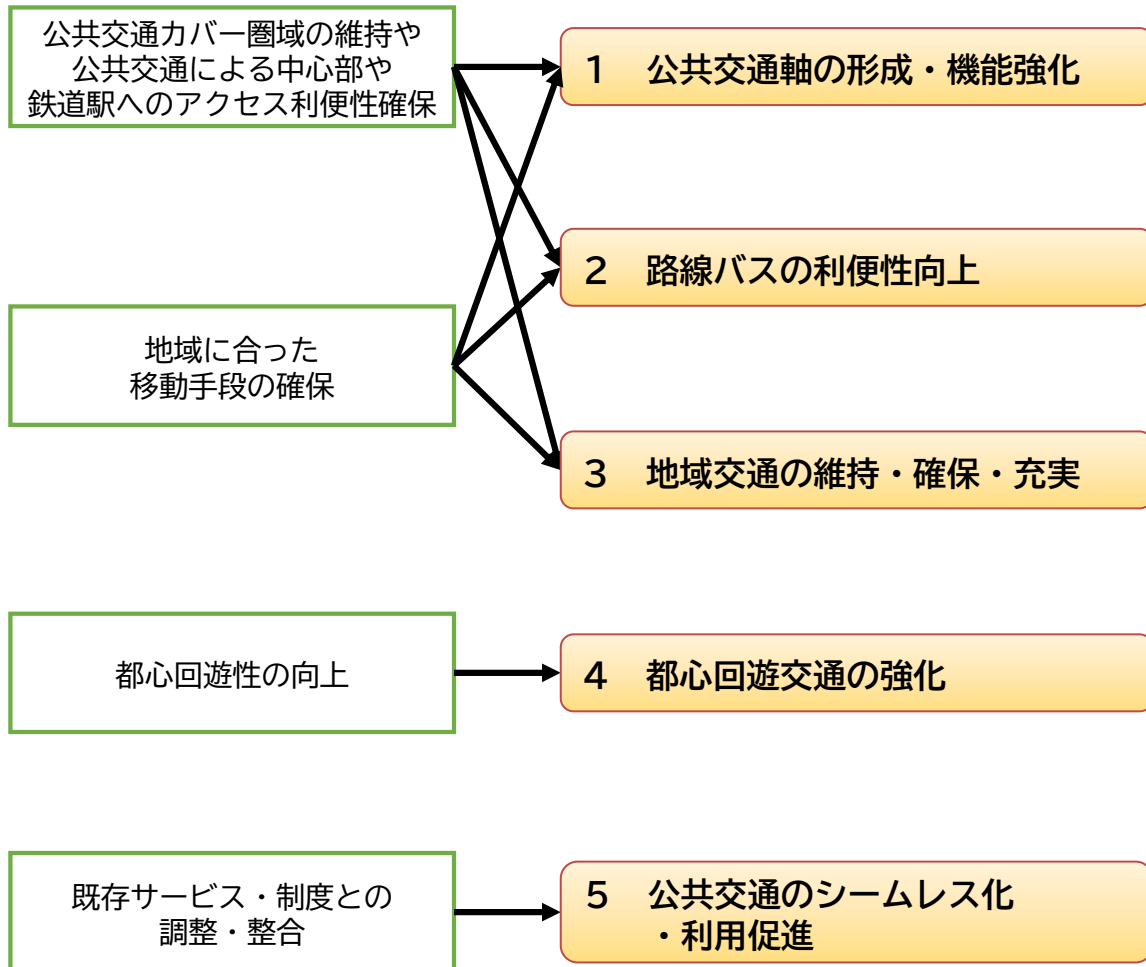 公共交通カバー圏域の維持や
公共交通による中心部や
鉄道駅へのアクセス利便性確保
1 公共交通軸の形成・機能強化
2 路線バスの利便性向上
地域に合った
移動手段の確保
3 地域交通の維持・確保・充実
都心回遊性の向上
4 都心回遊交通の強化
既存サービス・制度との
調整・整合
5 公共交通のシームレス化
・利用促進